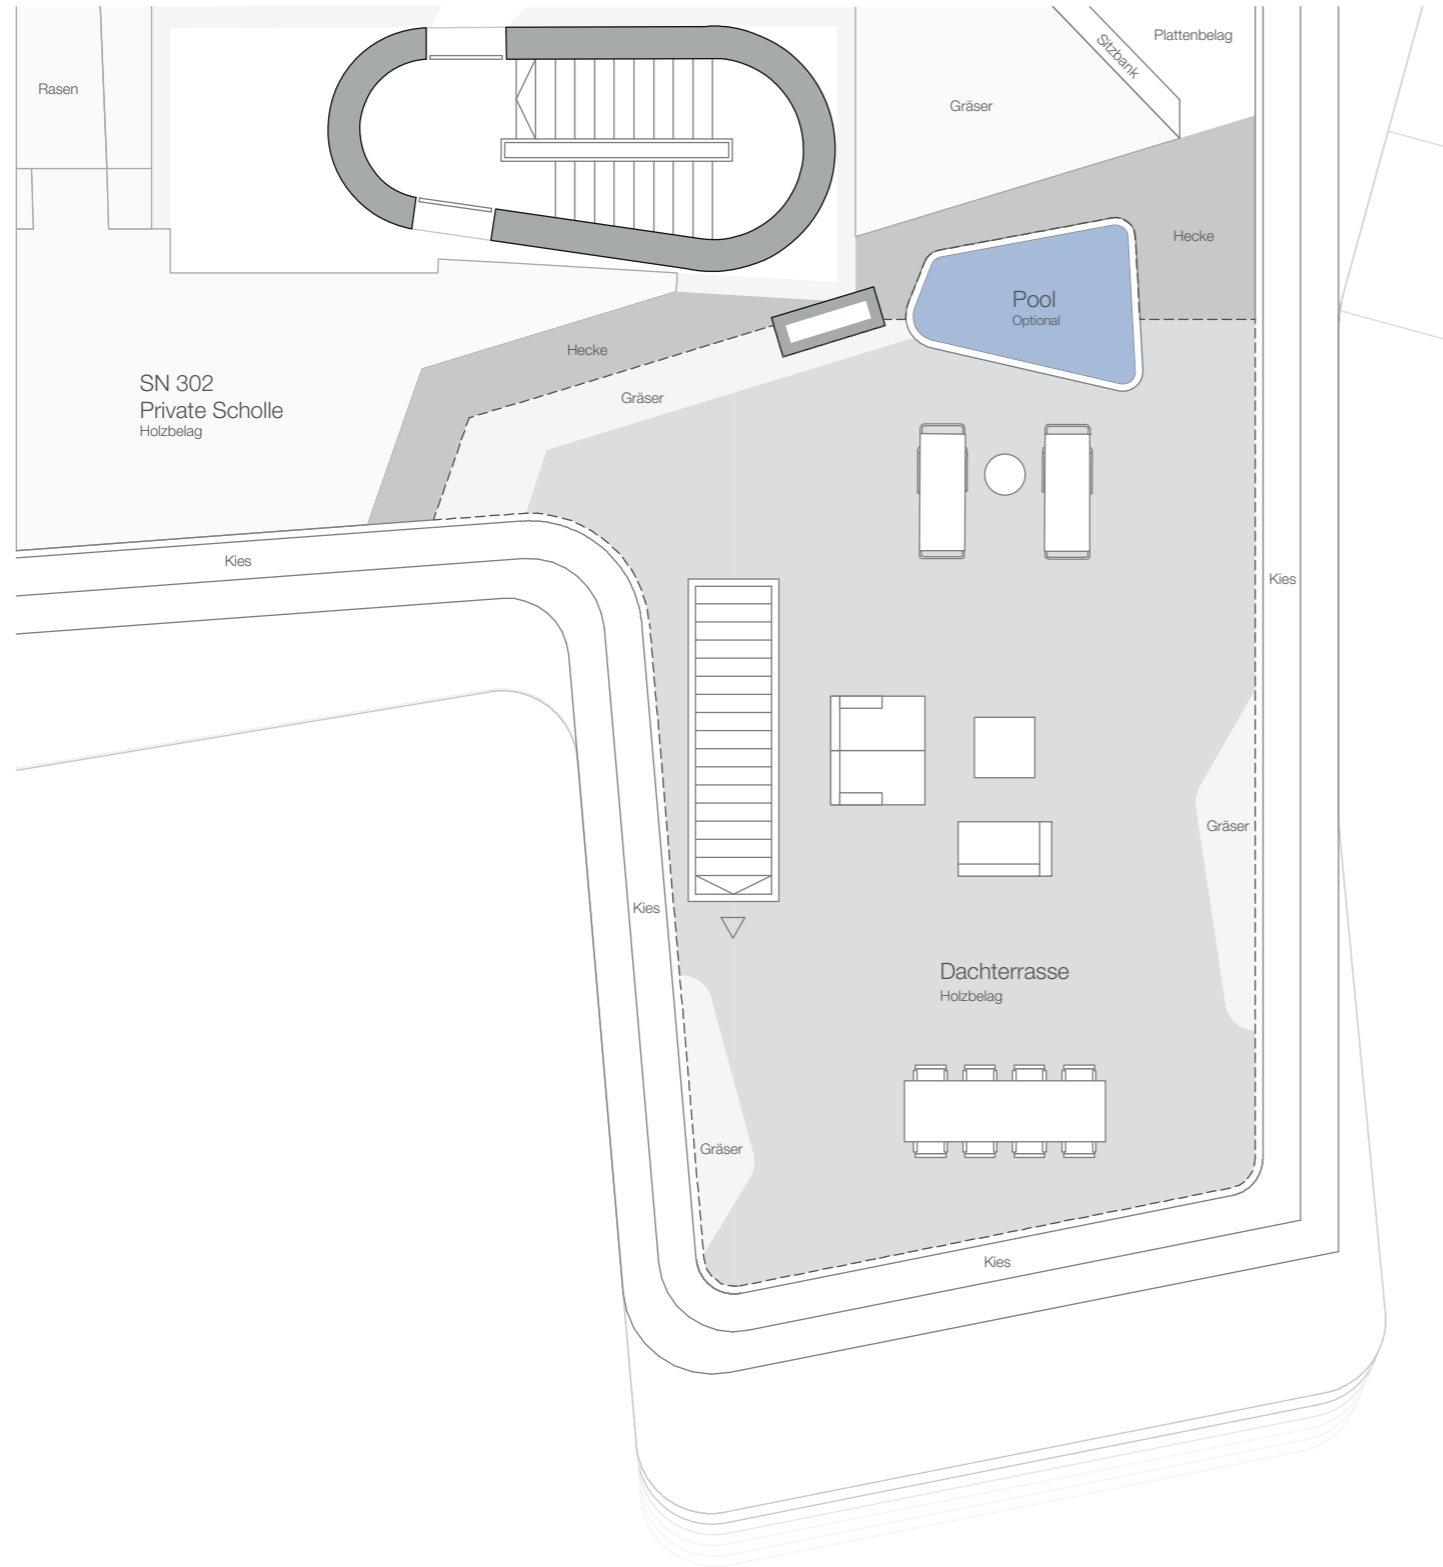 Plattenbelag
Sitzbank
Rasen
Gräser
Hecke
Pool
Optional
Hecke
SN 302
Private Scholle
Holzbelag
Gräser
Kies
Kies
Gräser
Kies
Dachterrasse
Holzbelag
Gräser
Kies